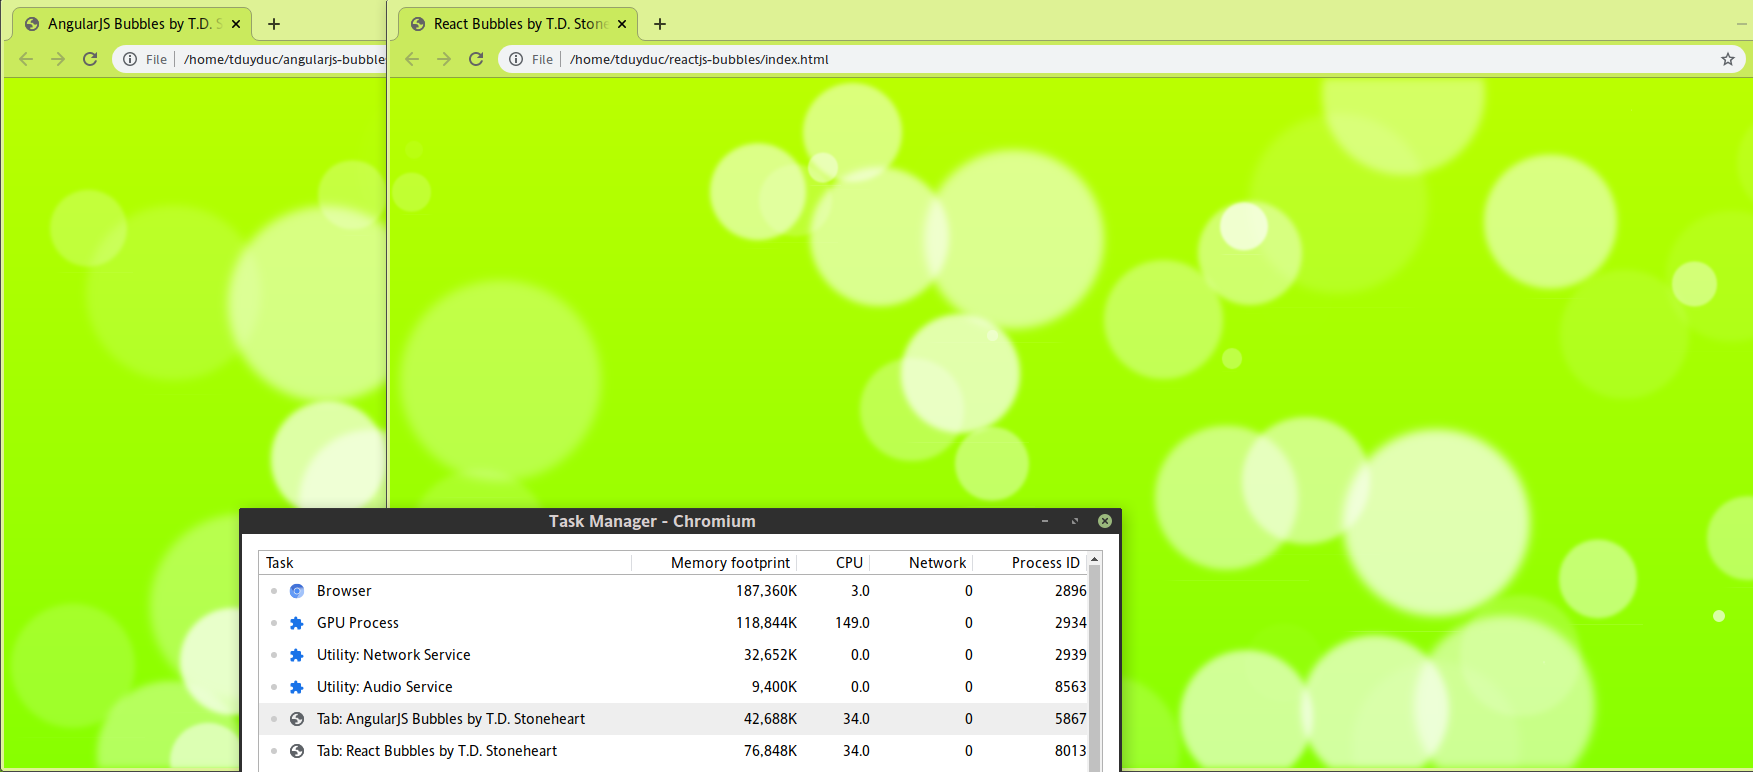 AngularJS Bubbles by T.D. S
React Bubbles by T.D. Stone
File /home/tduyduc/angularjs-bubble
File /home/tduyduc/reactjs-bubbles/index.html
Task Manager - Chromium
Task Memory footprint CPU Network Process ID
Browser 187,360K 3.0 0 2896
GPU Process 118,844K 149.0 0 2934
Utility: Network Service 32,652K 0.0 0 2939
Utility: Audio Service 9,400K 0.0 0 8563
Tab: AngularJS Bubbles by T.D. Stoneheart 42,688K 34.0 0 5867
Tab: React Bubbles by T.D. Stoneheart 76,848K 34.0 0 8013